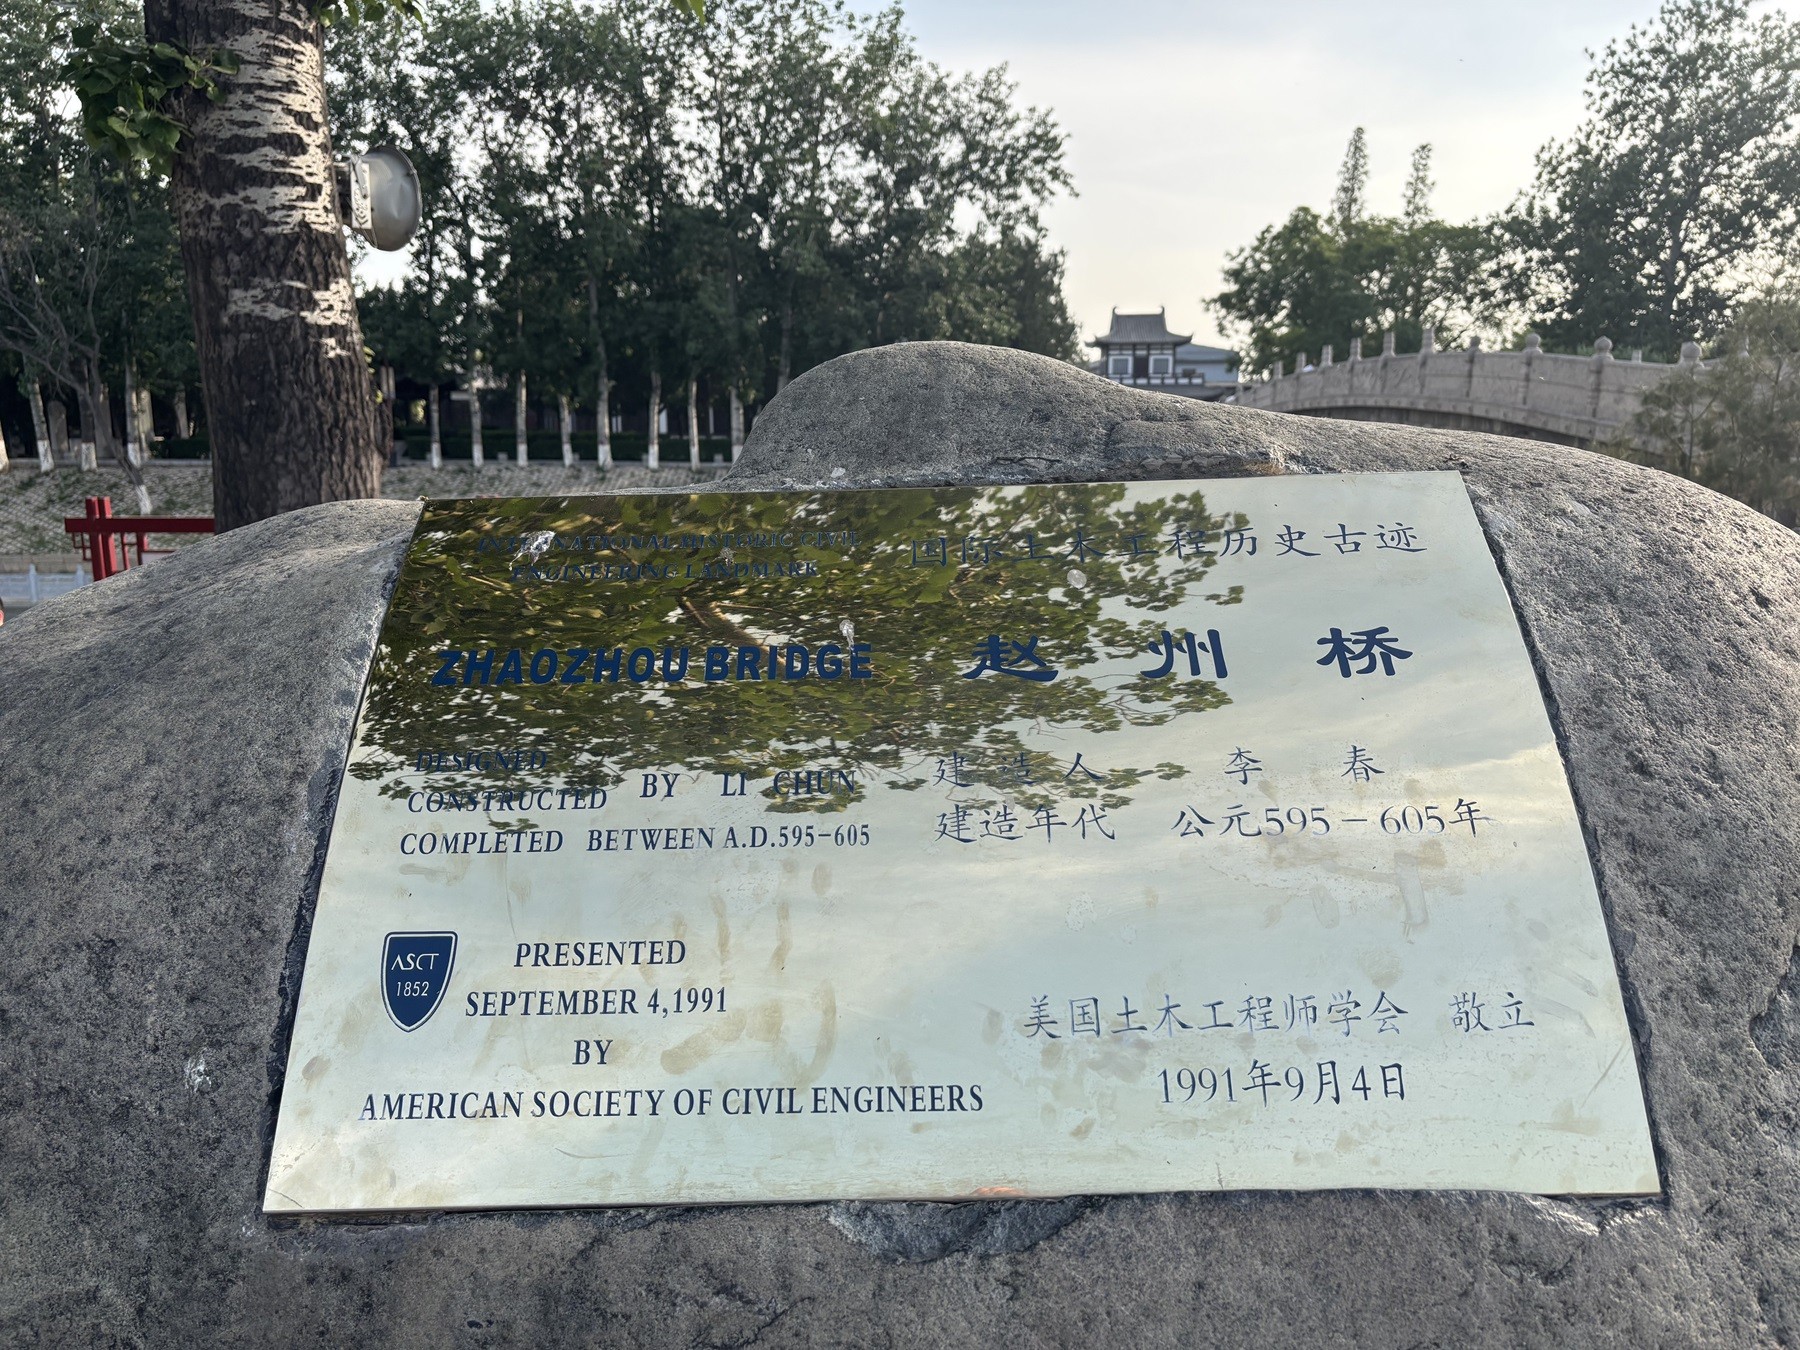 INTERNATIONAL HISTORIC CIVIL
ENGINEERING LANDMARK
ZHAOZHOU BRIDGE
DESIGNED
CONSTRUCTED BY LI CHUN
COMPLETED BETWEEN A.D.595-605
ASCT
1852
PRESENTED
SEPTEMBER 4,1991
BY
AMERICAN SOCIETY OF CIVIL ENGINEERS
国际土木工程历史古迹
赵州桥
建造人 李春
建造年代 公元595-605年
美国土木工程师学会 敬立
1991年9月4日